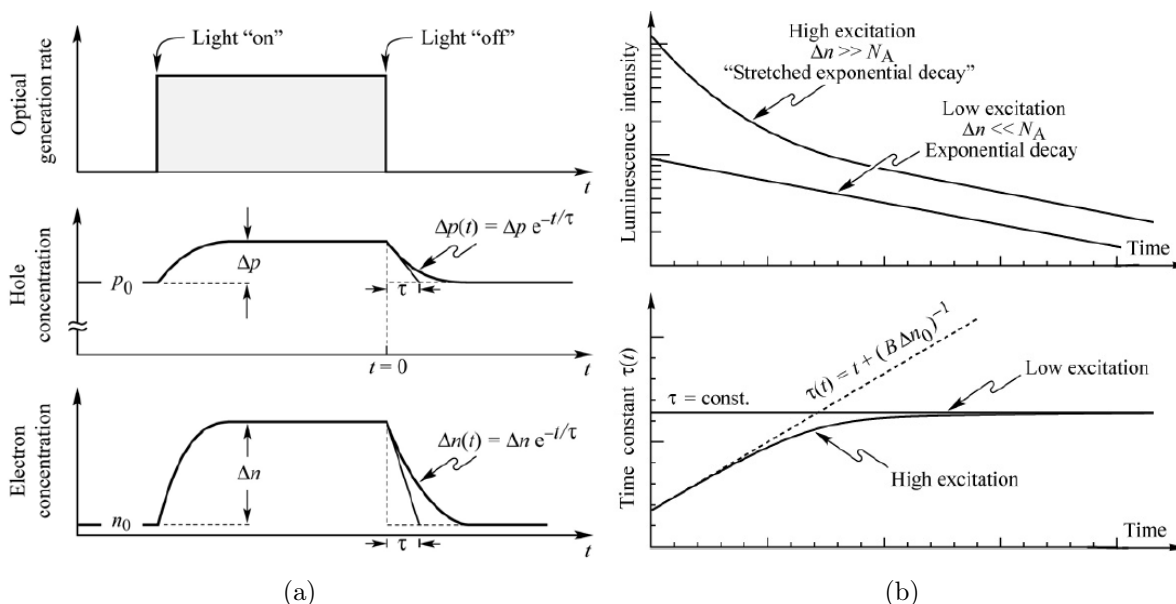 Optical
generation rate
Light “on”
Light “off”
t
Hole
concentration
p0
Δp
Δp(t) = Δp e–t/τ
τ
t
t = 0
Electron
concentration
n0
Δn
Δn(t) = Δn e–t/τ
τ
t
(a)
Luminescence intensity
High excitation
Δn >> NA
“Stretched exponential decay”
Low excitation
Δn << NA
Exponential decay
Time
Time constant τ(t)
τ = const.
τ(t) = t + (B Δn0)–1
Low excitation
High excitation
Time
(b)